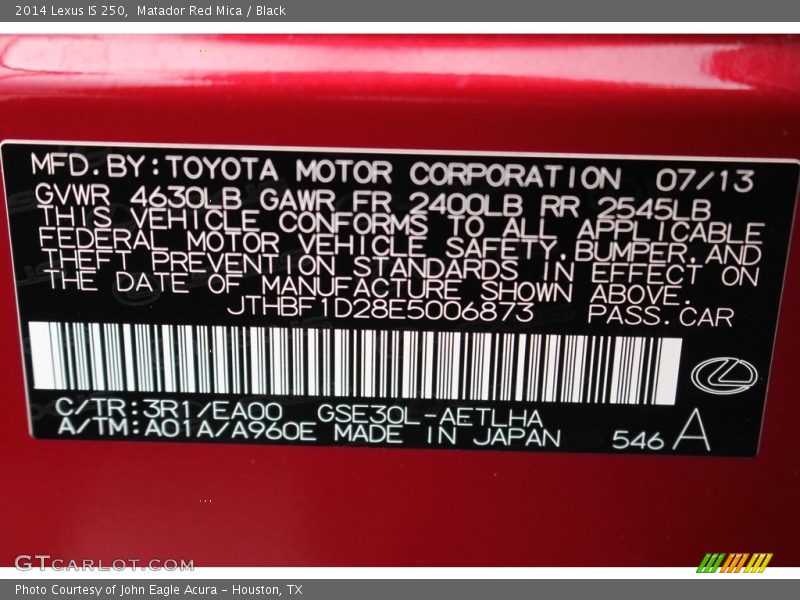 2014 Lexus IS 250,  Matador Red Mica / Black
MFD.BY:TOYOTA MOTOR CORPORATION 07/13
GVWR 4630LB GAWR FR 2400LB RR 2545LB
THIS VEHICLE CONFORMS TO ALL APPLICABLE
FEDERAL MOTOR VEHICLE SAFETY,BUMPER,AND
THEFT PREVENTION STANDARDS IN EFFECT ON
THE DATE OF MANUFACTURE SHOWN ABOVE.
JTHBF1D28E5006873 PASS.CAR
C/TR:3R1/EA00 GSE30L-AETLHA
A/TM:A01A/A960E MADE IN JAPAN 546 A
GTCARLOT.COM
Photo Courtesy of John Eagle Acura - Houston, TX